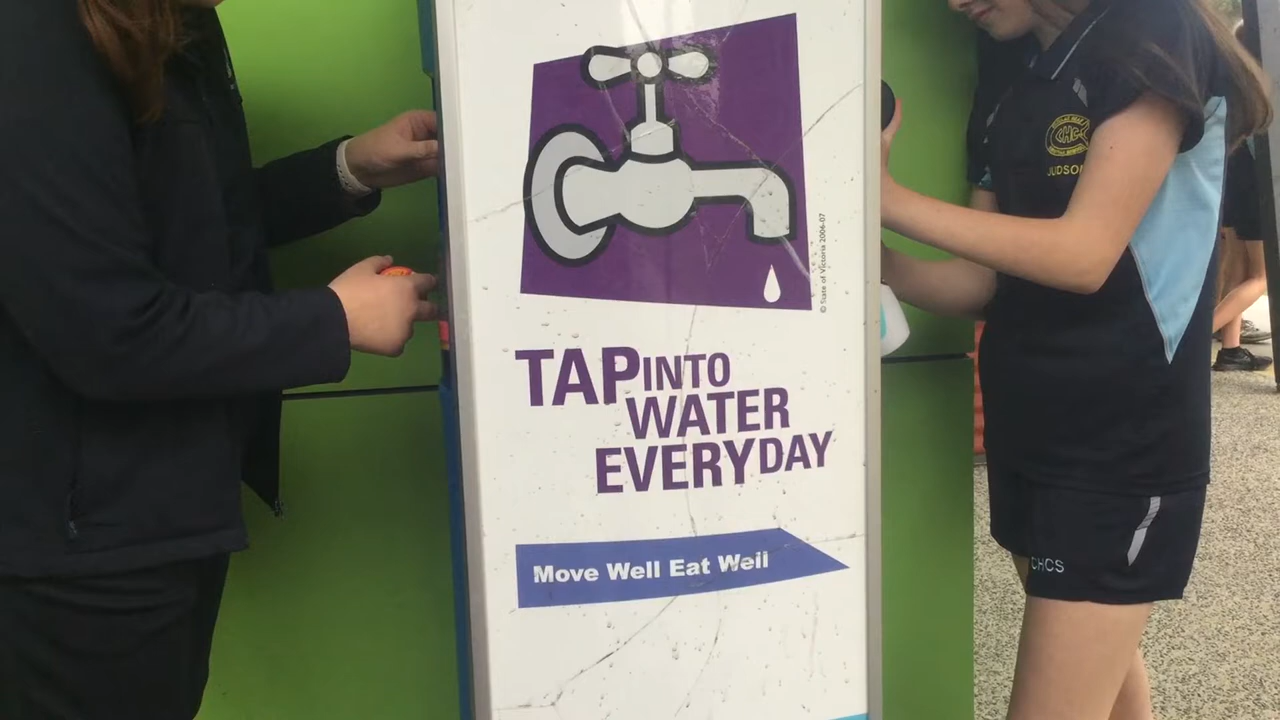 © State of Victoria 2006-07
TAP INTO
WATER
EVERYDAY
Move Well Eat Well
CHCS
JUDSON
CHCS